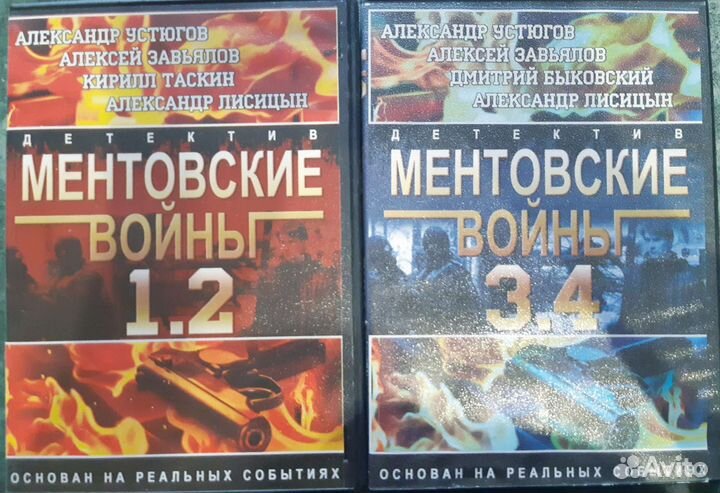 АЛЕКСАНДР УСТЮГОВ
АЛЕКСЕЙ ЗАВЬЯЛОВ
КИРИЛЛ ТАСКИН
АЛЕКСАНДР ЛИСИЦЫН
ДЕТЕКТИВ
МЕНТОВСКИЕ
ВОЙНЫ
1.2
ОСНОВАН НА РЕАЛЬНЫХ СОБЫТИЯХ
АЛЕКСАНДР УСТЮГОВ
АЛЕКСЕЙ ЗАВЬЯЛОВ
ДМИТРИЙ БЫКОВСКИЙ
АЛЕКСАНДР ЛИСИЦЫН
ДЕТЕКТИВ
МЕНТОВСКИЕ
ВОЙНЫ
3.4
ОСНОВАН НА РЕАЛЬНЫХ СОБЫТИЯХ
Avito